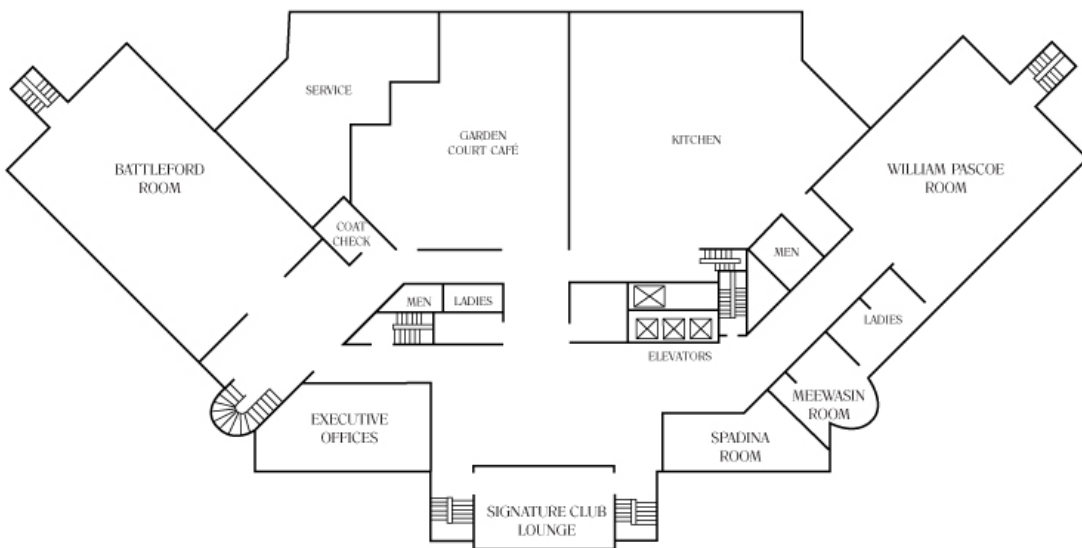 SERVICE
GARDEN
COURT CAFÉ
KITCHEN
BATTLEFORD
ROOM
WILLIAM PASCOE
ROOM
COAT
CHECK
MEN
MEN
LADIES
LADIES
ELEVATORS
MEEWASIN
ROOM
EXECUTIVE
OFFICES
SPADINA
ROOM
SIGNATURE CLUB
LOUNGE